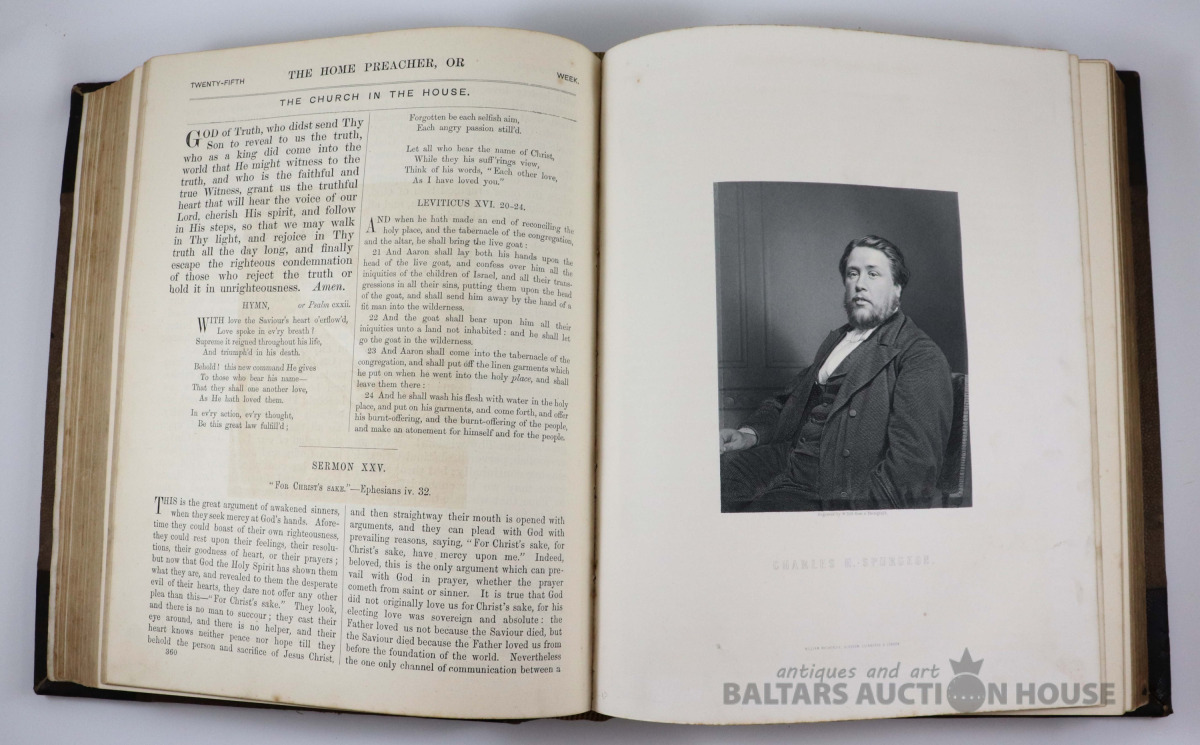 TWENTY-FIFTH THE HOME PREACHER, OR WEEK.
THE CHURCH IN THE HOUSE.
GOD of Truth, who didst send Thy
Son to reveal to us the truth,
who as a king did come into the
world that He might witness to the
truth, and who is the faithful and
true Witness, grant us the truthful
heart that will hear the voice of our
Lord, cherish His spirit, and follow
in His steps, so that we may walk
in Thy light, and rejoice in Thy
truth all the day long, and finally
escape the righteous condemnation
of those who reject the truth or
hold it in unrighteousness. Amen.
HYMN, or Psalm cxxii.
WITH love the Saviour's heart o'erflow'd,
Love spoke in ev'ry breath!
Supreme it reigned throughout his life,
And triumph'd in his death.
Behold! this new command He gives
To those who bear his name—
That they shall one another love,
As He hath loved them.
In ev'ry action, ev'ry thought,
Be this great law fulfill'd;
Forgotten be each selfish aim,
Each angry passion still'd.
Let all who hear the name of Christ,
While they his suff'rings view,
Think of his words, "Each other love,
As I have loved you."
LEVITICUS XVI. 20-24.
AND when he hath made an end of reconciling the
holy place, and the tabernacle of the congregation,
and the altar, he shall bring the live goat:
21 And Aaron shall lay both his hands upon the
head of the live goat, and confess over him all the
iniquities of the children of Israel, and all their trans-
gressions in all their sins, putting them upon the head
of the goat, and shall send him away by the hand of a
fit man into the wilderness.
22 And the goat shall bear upon him all their
iniquities unto a land not inhabited: and he shall let
go the goat in the wilderness.
23 And Aaron shall come into the tabernacle of the
congregation, and shall put off the linen garments which
he put on when he went into the holy place, and shall
leave them there:
24 And he shall wash his flesh with water in the holy
place, and put on his garments, and come forth, and offer
his burnt-offering, and the burnt-offering of the people,
and make an atonement for himself and for the people.
SERMON XXV.
"For CHRIST'S SAKE."—Ephesians iv. 32.
THIS is the great argument of awakened sinners,
when they seek mercy at God's hands. Afore-
time they could boast of their own righteousness,
they could rest upon their feelings, their resolu-
tions, their goodness of heart, or their prayers;
but now that God the Holy Spirit has shown them
what they are, and revealed to them the desperate
evil of their hearts, they dare not offer any other
plea than this—"For Christ's sake." They look,
and there is no man to succour; they cast their
eye around, and there is no helper, and their
heart knows neither peace nor hope till they
behold the person and sacrifice of Jesus Christ,
360
and then straightway their mouth is opened with
arguments, and they can plead with God with
prevailing reasons, saying, "For Christ's sake, for
Christ's sake, have mercy upon me." Indeed,
beloved, this is the only argument which can pre-
vail with God in prayer, whether the prayer
cometh from saint or sinner. It is true that God
did not originally love us for Christ's sake, for his
electing love was sovereign and absolute: the
Father loved us not because the Saviour died, but
the Saviour died because the Father loved us from
before the foundation of the world. Nevertheless
the one only channel of communication between a
CHARLES H. SPURGEON.
antiques and art
BALTARS AUCTION HOUSE